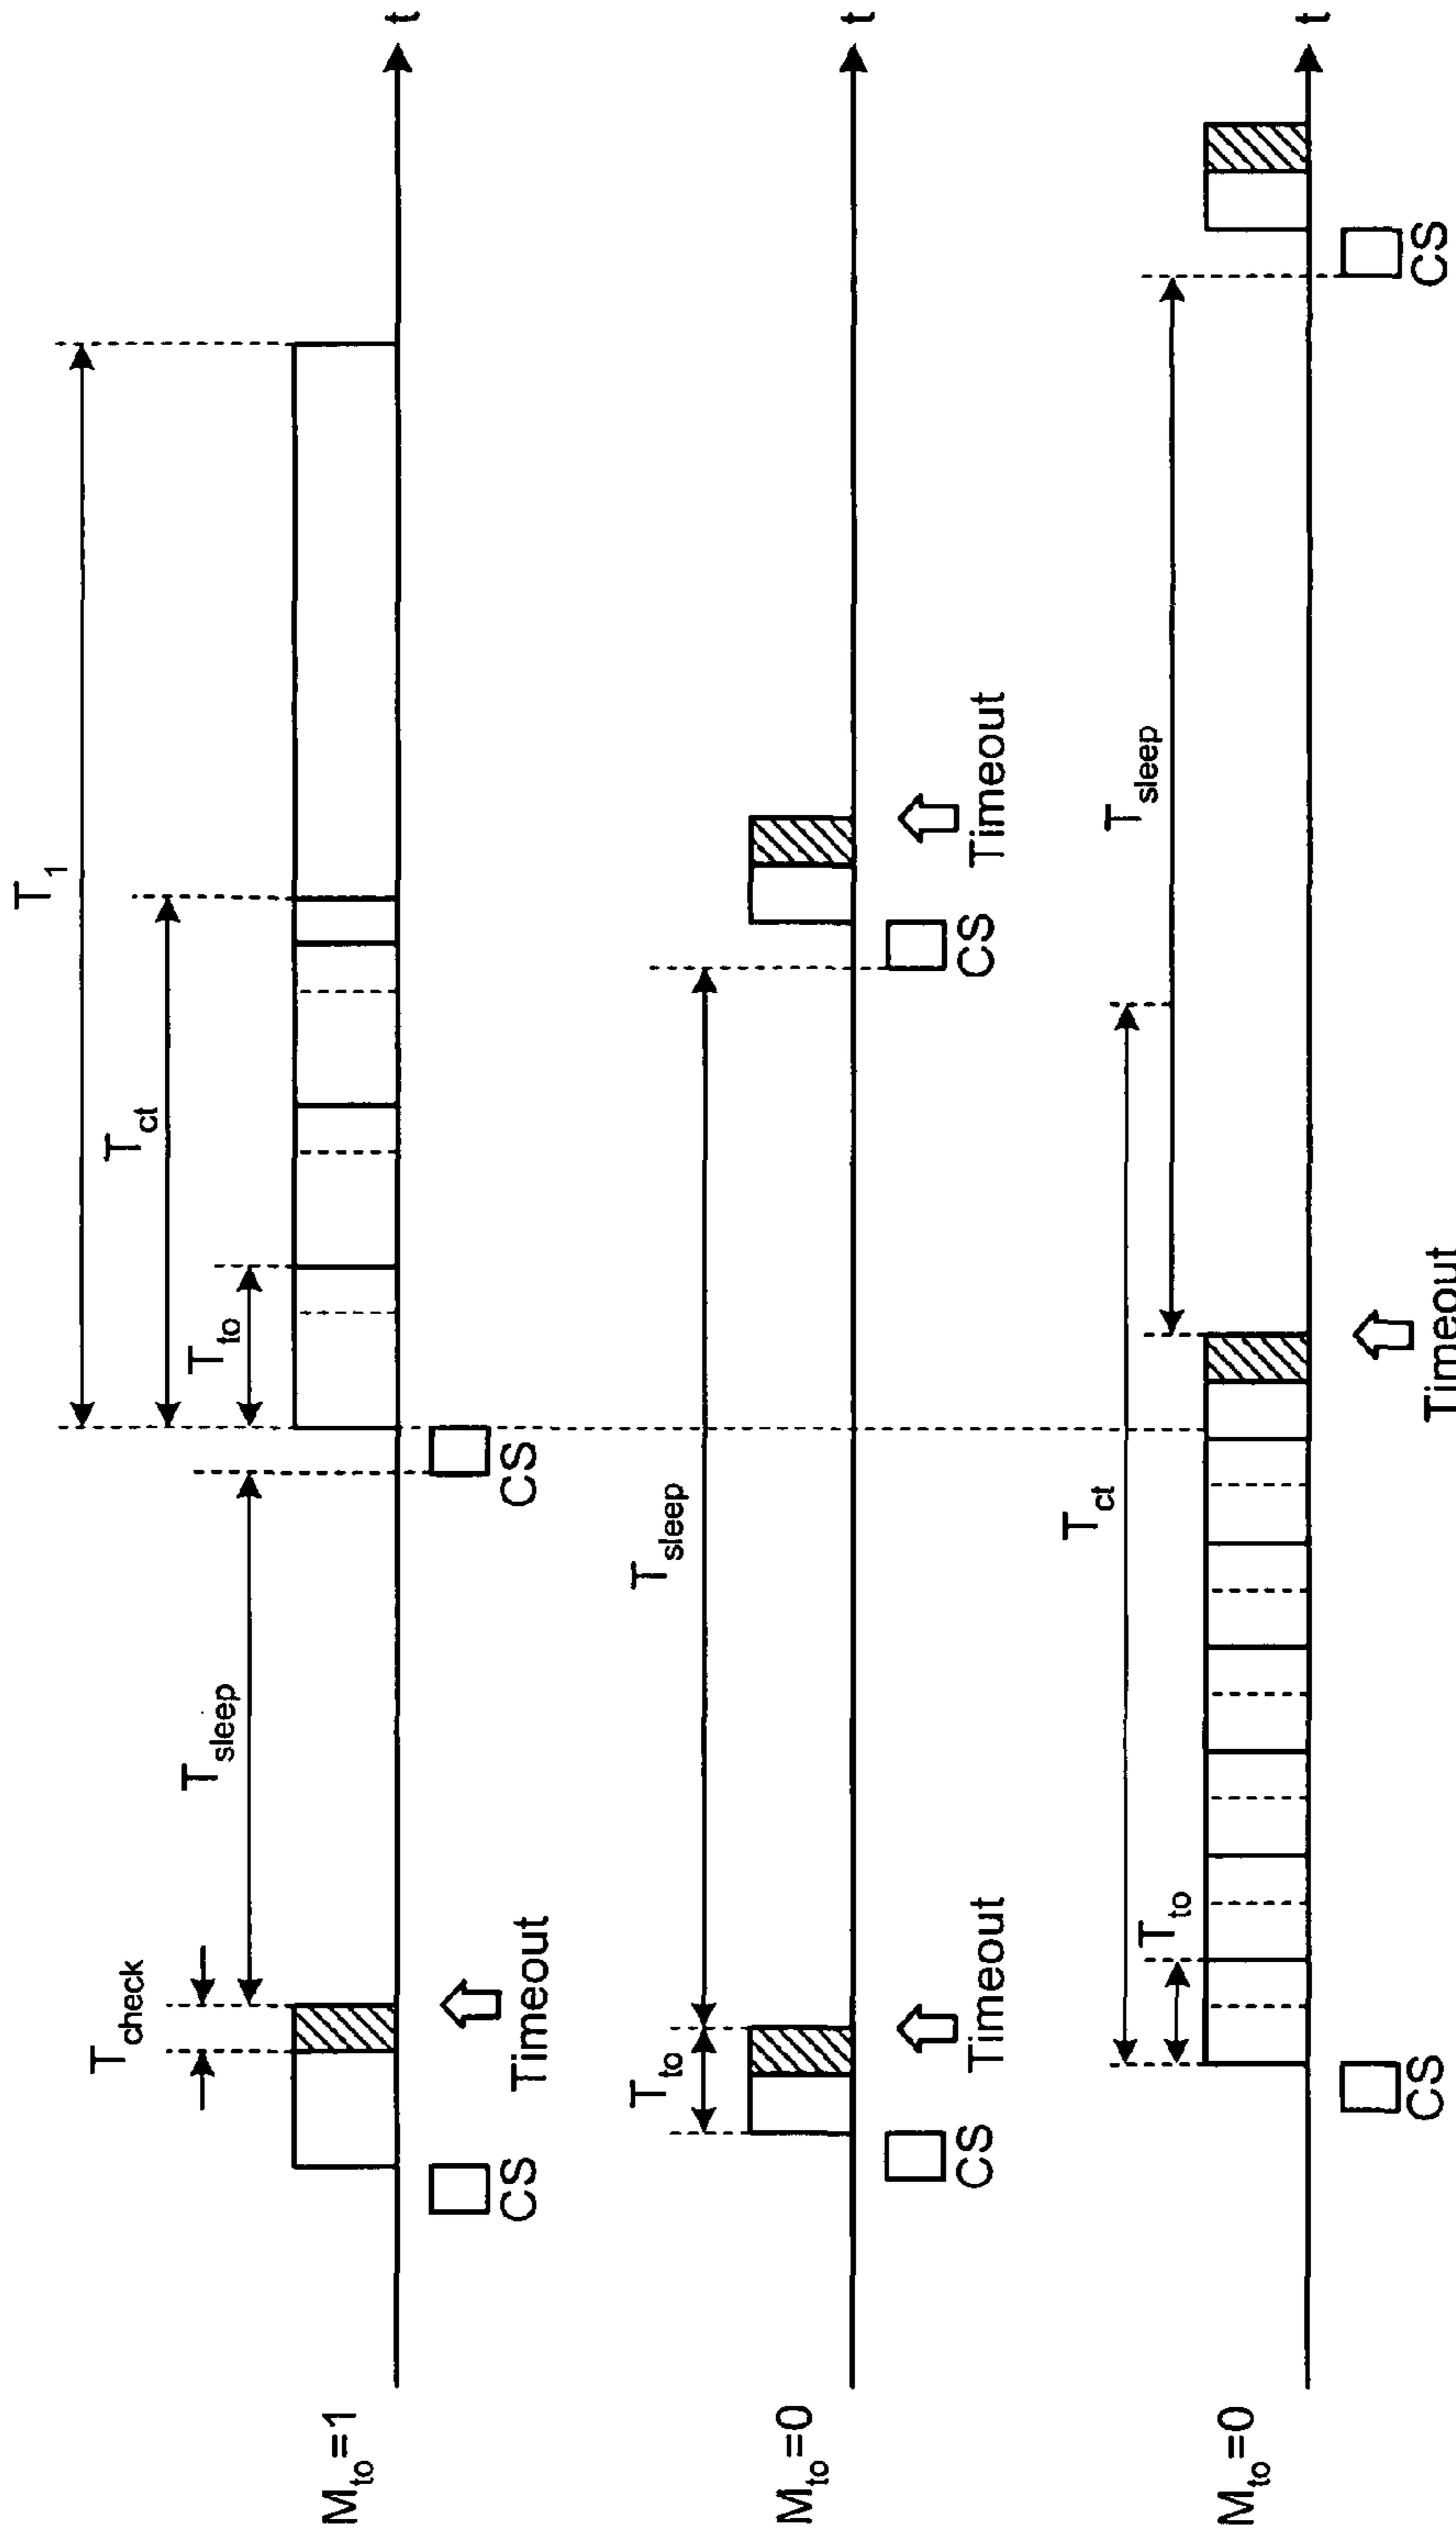 M_to=1
T_check
T_sleep
T_to
T_ct
T_1
t
CS
Timeout
CS
M_to=0
T_to
T_sleep
t
CS
Timeout
CS
Timeout
M_to=0
T_to
T_ct
T_sleep
t
CS
Timeout
CS